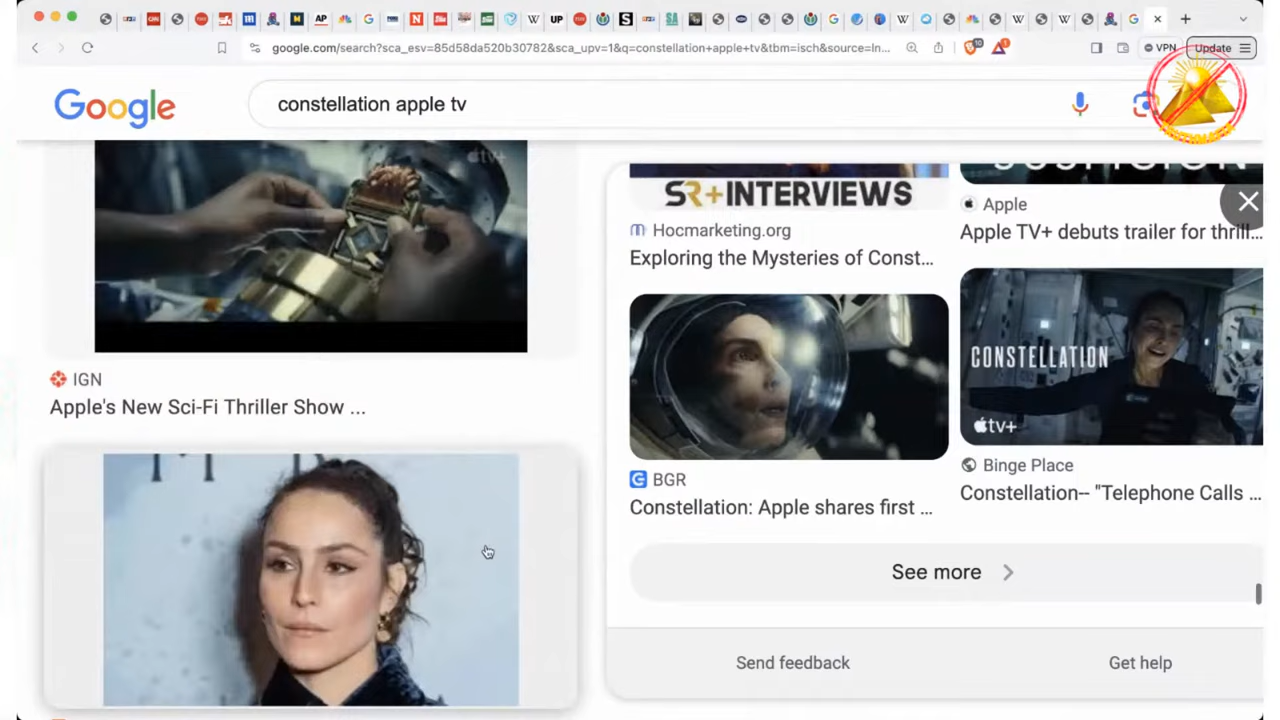 google.com/search?sca_esv=85d58da520b30782&sca_upv=1&q=constellation+apple+tv&tbm=isch&source=ln...
VPN
Update
Google
constellation apple tv
tv+
SR+INTERVIEWS
Hocmarketing.org
Exploring the Mysteries of Const...
Apple
Apple TV+ debuts trailer for thrill...
IGN
Apple's New Sci-Fi Thriller Show ...
CONSTELLATION
tv+
BGR
Constellation: Apple shares first ...
Binge Place
Constellation-- "Telephone Calls ...
See more
Send feedback
Get help